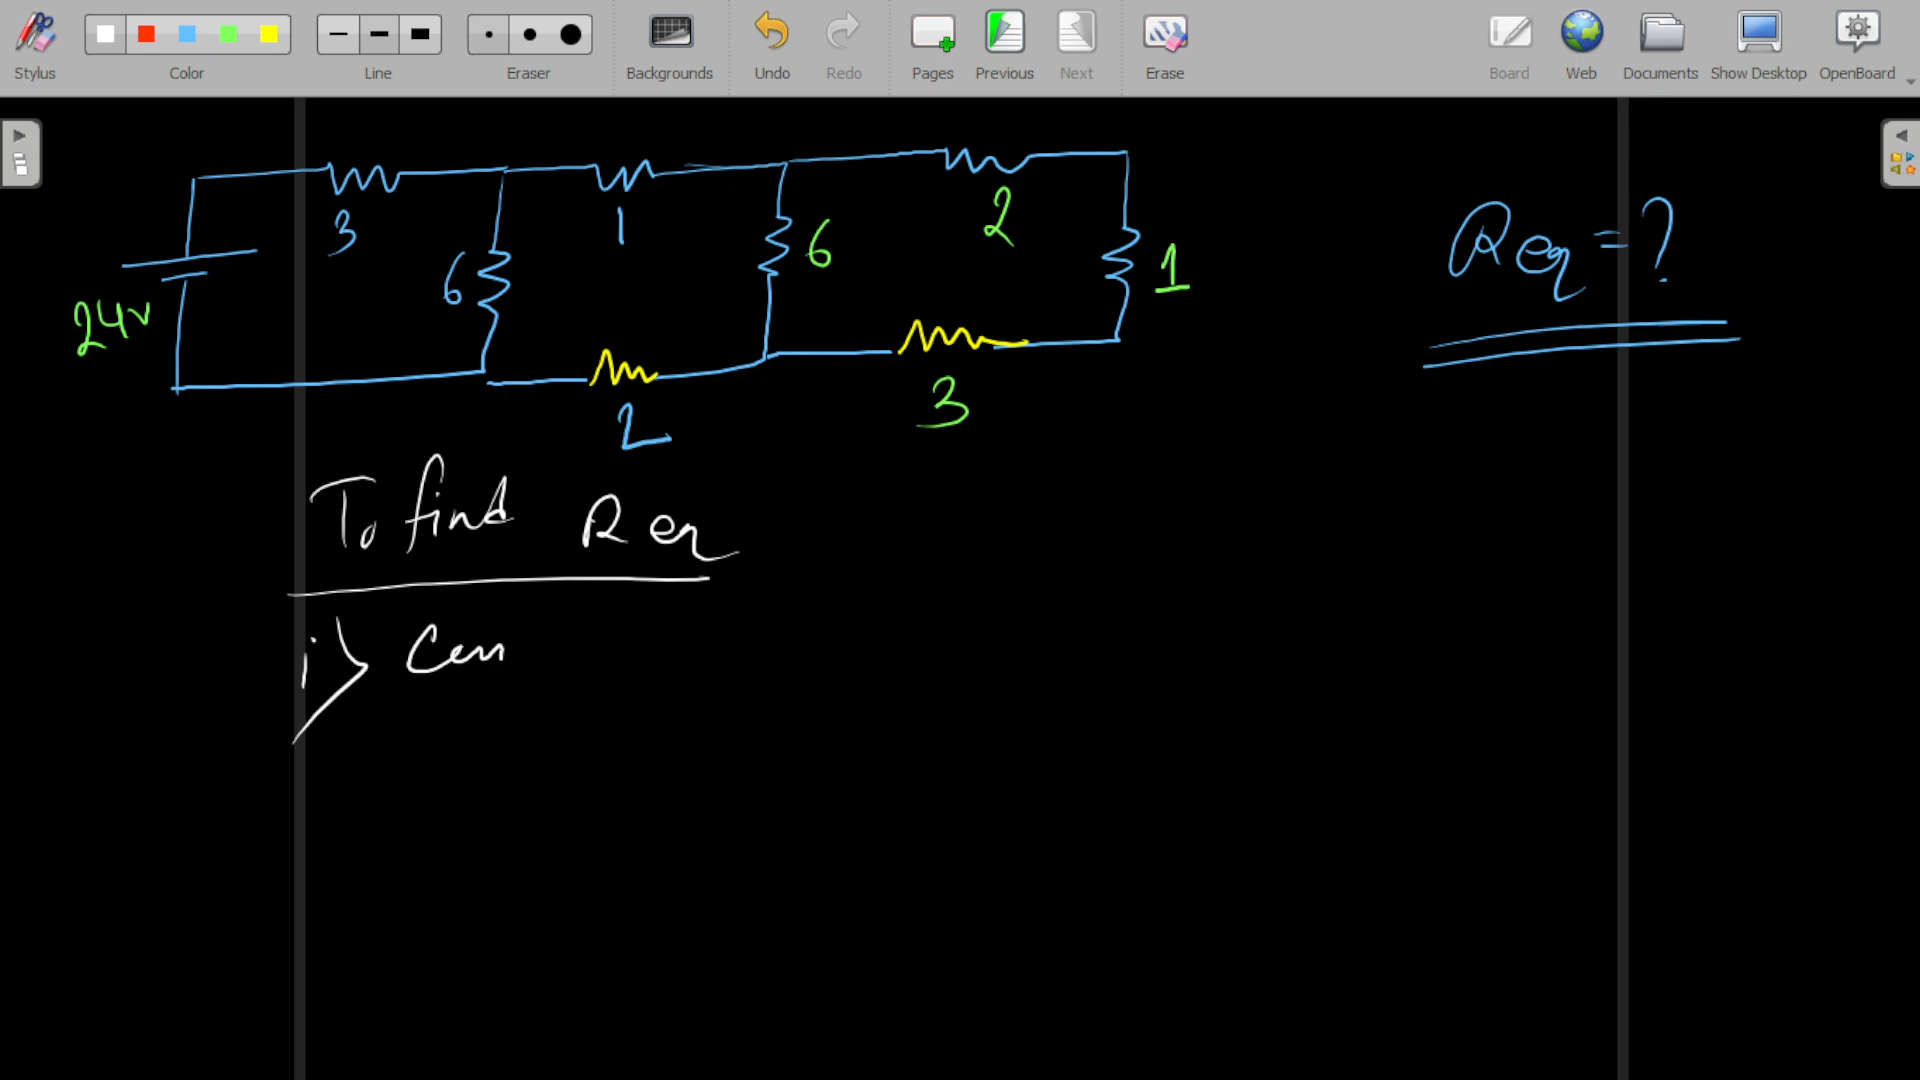 Stylus Color Line Eraser Backgrounds Undo Redo Pages Previous Next Erase Board Web Documents Show Desktop OpenBoard
3 1 2
24v 6 6 1
2 3
Req = ?
To find Req
i)